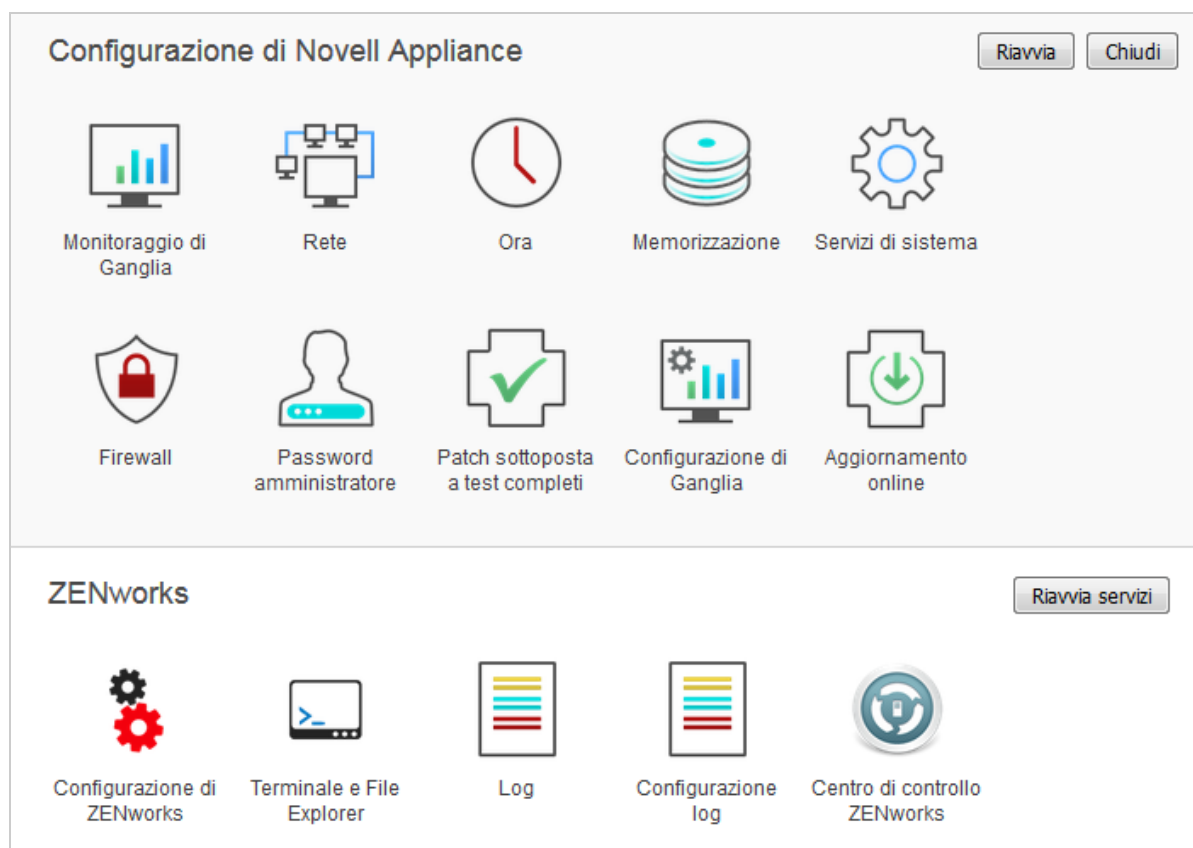 Configurazione di Novell Appliance
Riavvia
Chiudi
Monitoraggio di
Ganglia
Rete
Ora
Memorizzazione
Servizi di sistema
Firewall
Password
amministratore
Patch sottoposta
a test completi
Configurazione di
Ganglia
Aggiornamento
online
ZENworks
Riavvia servizi
Configurazione di
ZENworks
Terminale e File
Explorer
Log
Configurazione
log
Centro di controllo
ZENworks